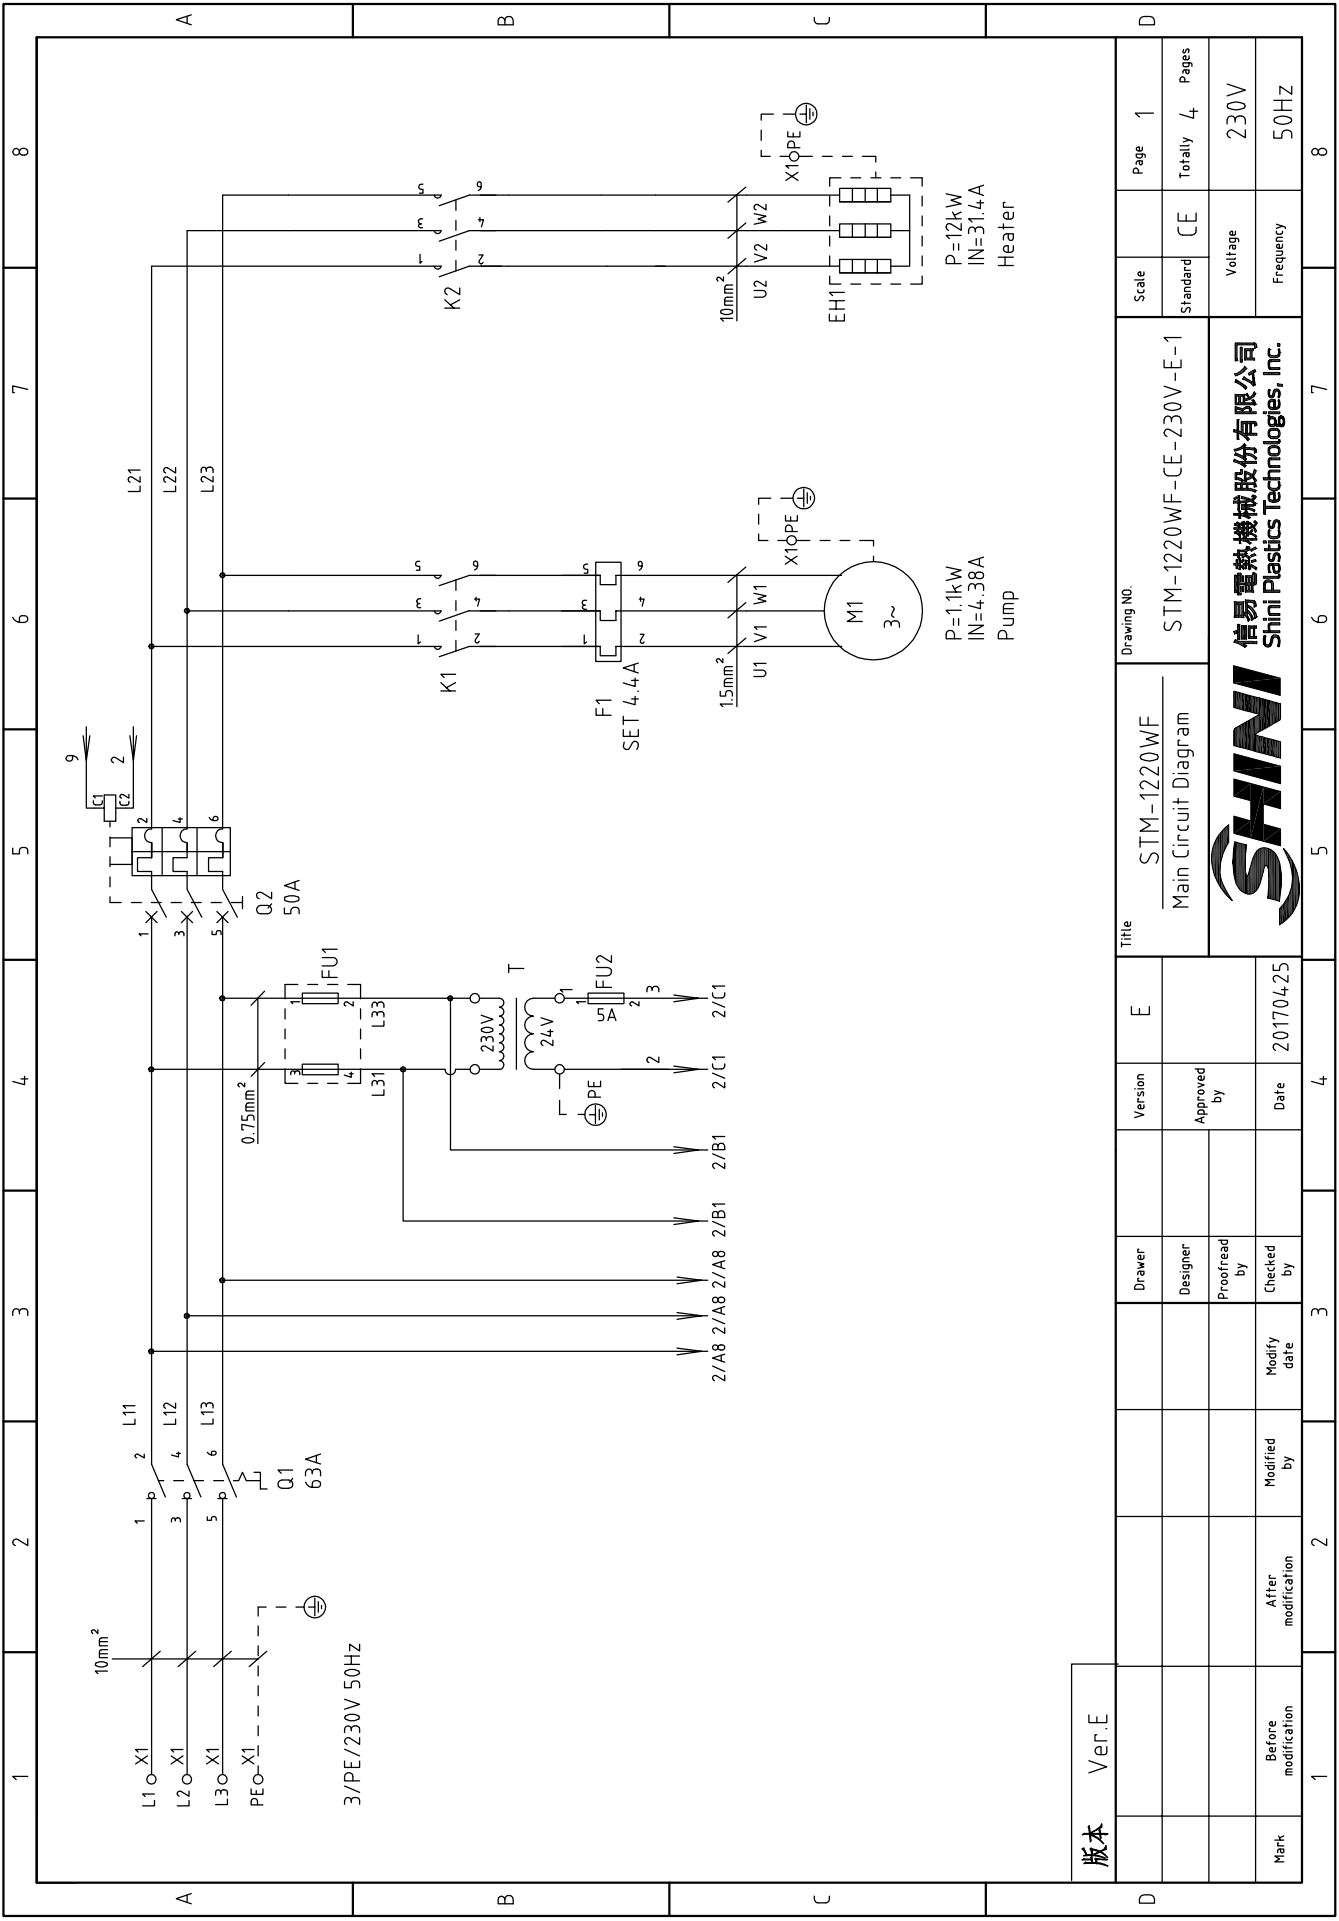 1 2 3 4 5 6 7 8
A
B
C
D
10mm²
L1 X1
L2 X1
L3 X1
PE X1
3/PE/230V 50Hz
1 2
3 4
5 6
Q1
63A
L11
L12
L13
2/A8 2/A8 2/A8 2/B1 2/B1 2/C1 2/C1
0.75mm²
3 4
1 2
FU1
L31 L33
230V
T
24V
PE
1
1 2
FU2
5A
2 3
1 2
3 4
5 6
Q2
50A
C1
C2
9
2
L21
L22
L23
1 3 5
K1
2 4 6
1 3 5
F1
SET 4.4A
2 4 6
1.5mm²
U1 V1 W1
X1 PE
M1
3~
P=1.1kW
IN=4.38A
Pump
1 3 5
K2
2 4 6
10mm²
U2 V2 W2
X1 PE
EH1
P=12kW
IN=31.4A
Heater
版本 Ver.E
Mark
Before modification
After modification
Modified by
Modify date
Drawer
Designer
Proofread by
Checked by
Version E
Approved by
Date 20170425
Title
STM-1220WF
Main Circuit Diagram
Drawing NO.
STM-1220WF-CE-230V-E-1
SHINI
信易電熱機械股份有限公司
Shini Plastics Technologies, Inc.
Scale
Page 1
Standard CE
Totally 4 Pages
Voltage 230V
Frequency 50Hz
A
B
C
D
1 2 3 4 5 6 7 8